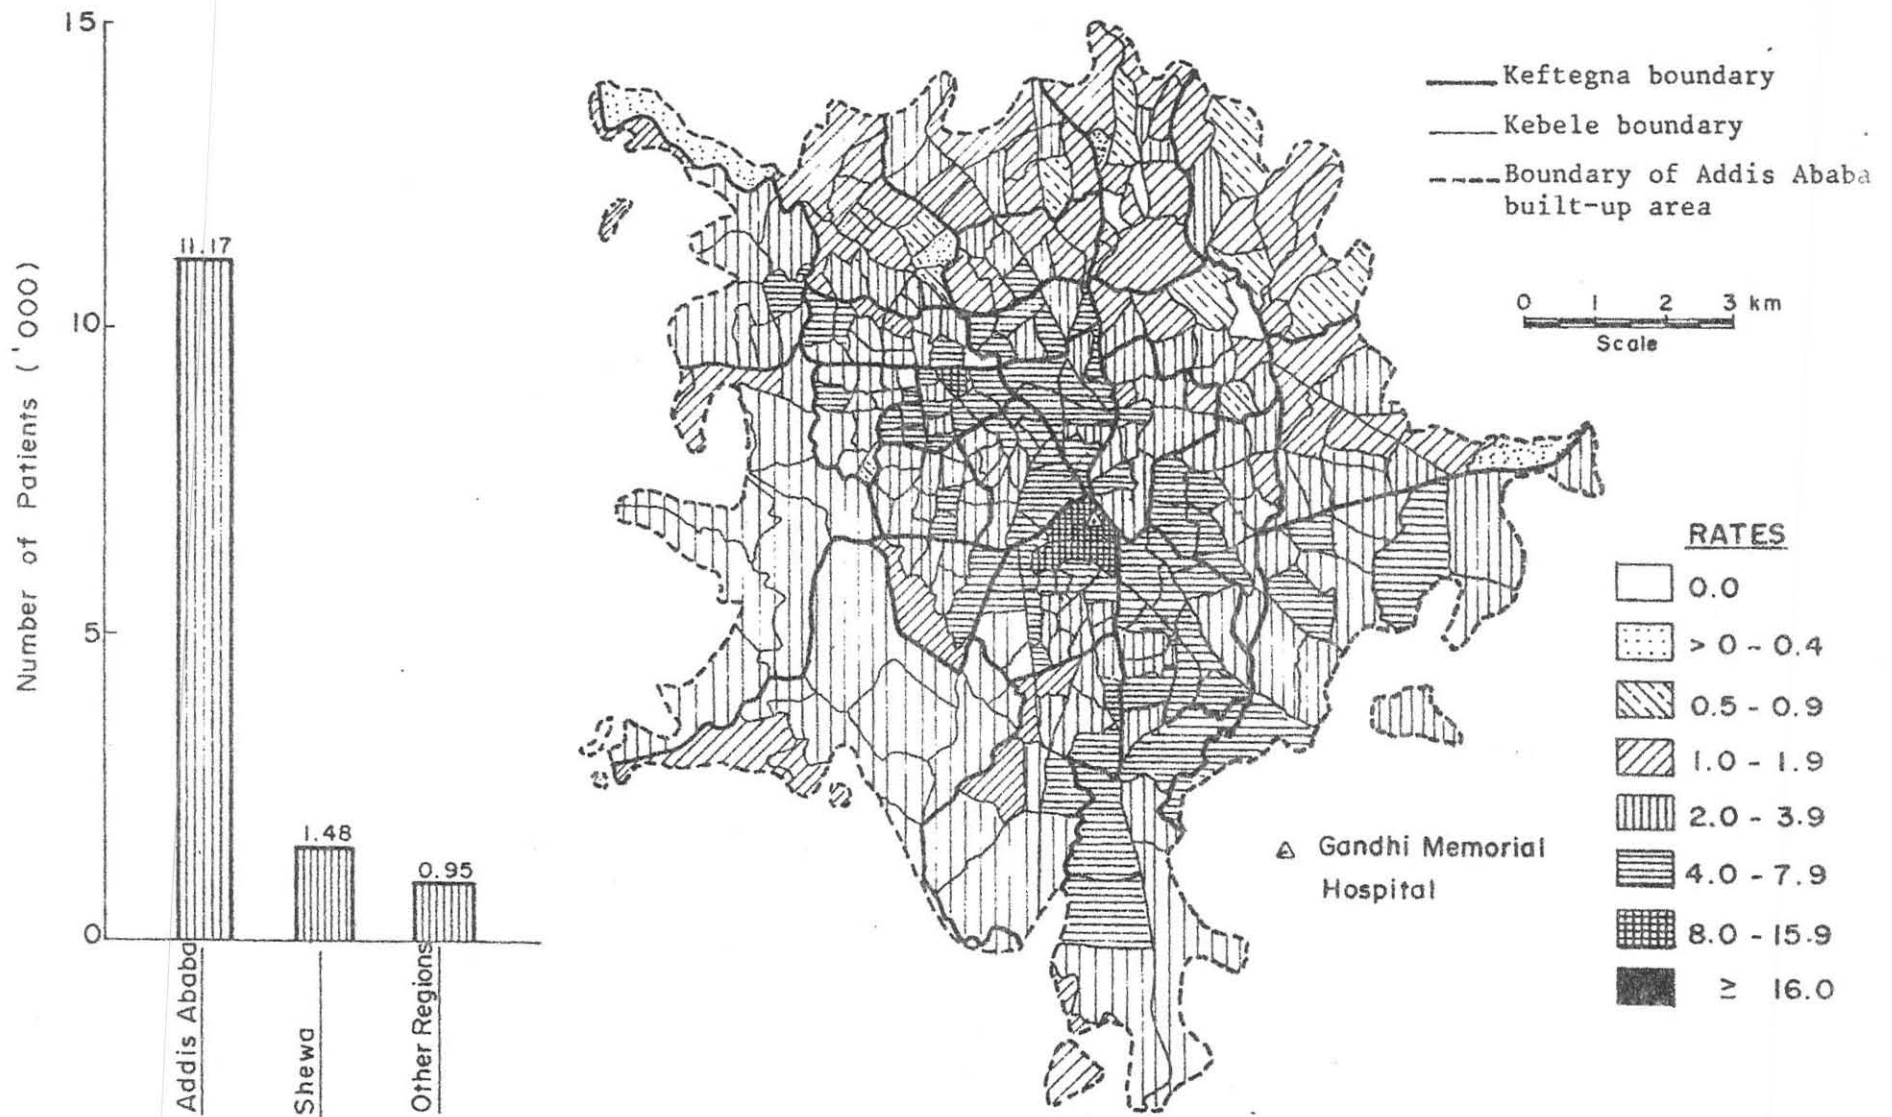 Number of Patients ('000)
15
10
5
0
11.17
1.48
0.95
Addis Ababa
Shewa
Other Regions
Keftegna boundary
Kebele boundary
Boundary of Addis Ababa
built-up area
0 1 2 3 km
Scale
RATES
0.0
> 0 - 0.4
0.5 - 0.9
1.0 - 1.9
2.0 - 3.9
4.0 - 7.9
8.0 - 15.9
≥ 16.0
Gandhi Memorial
Hospital